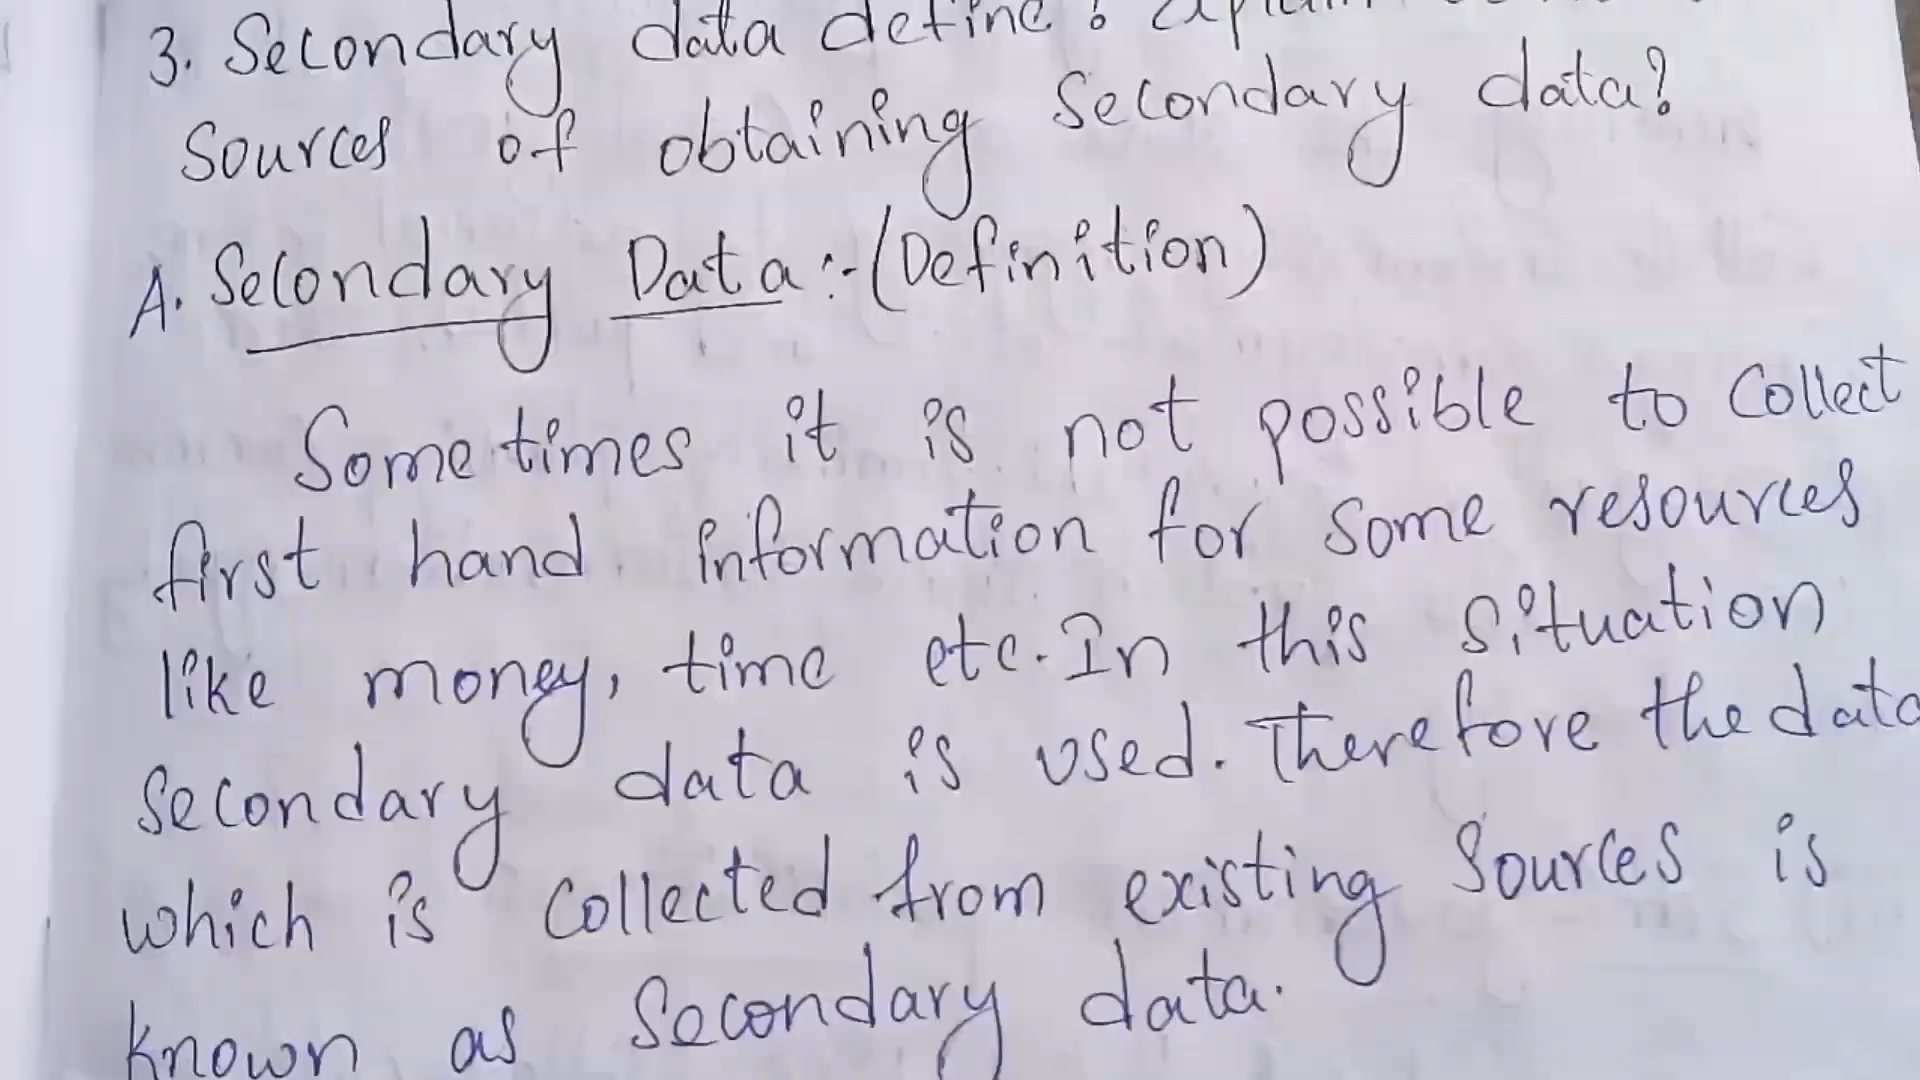 3. Secondary data define? Explain
Sources of obtaining Secondary data?
A. Secondary Data :- (Definition)
Sometimes it is not possible to collect
first hand information for some resources
like money, time etc. In this situation
Secondary data is used. Therefore the data
which is collected from existing Sources is
known as Secondary data.